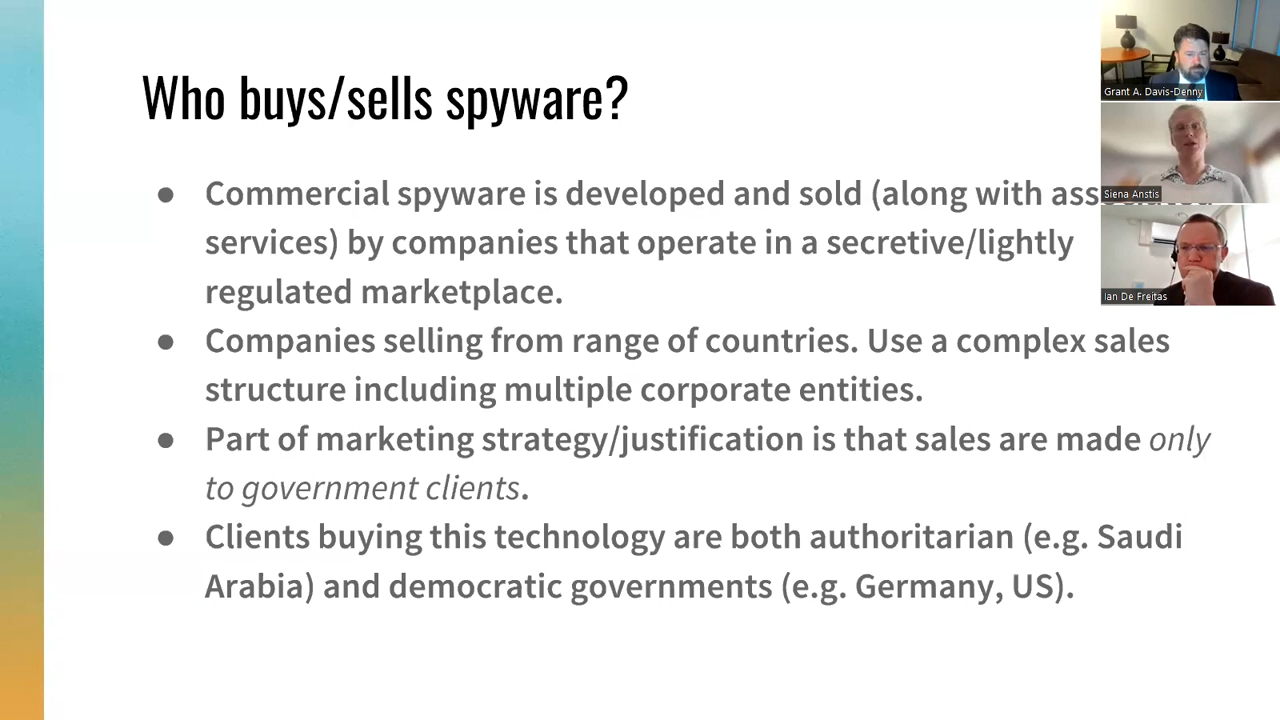 Who buys/sells spyware?
● Commercial spyware is developed and sold (along with
services) by companies that operate in a secretive/lightly
regulated marketplace.
● Companies selling from range of countries. Use a complex sales
structure including multiple corporate entities.
● Part of marketing strategy/justification is that sales are made only
to government clients.
● Clients buying this technology are both authoritarian (e.g. Saudi
Arabia) and democratic governments (e.g. Germany, US).
Grant A. Davis-Denny
Siena Anstis
Ian De Freitas